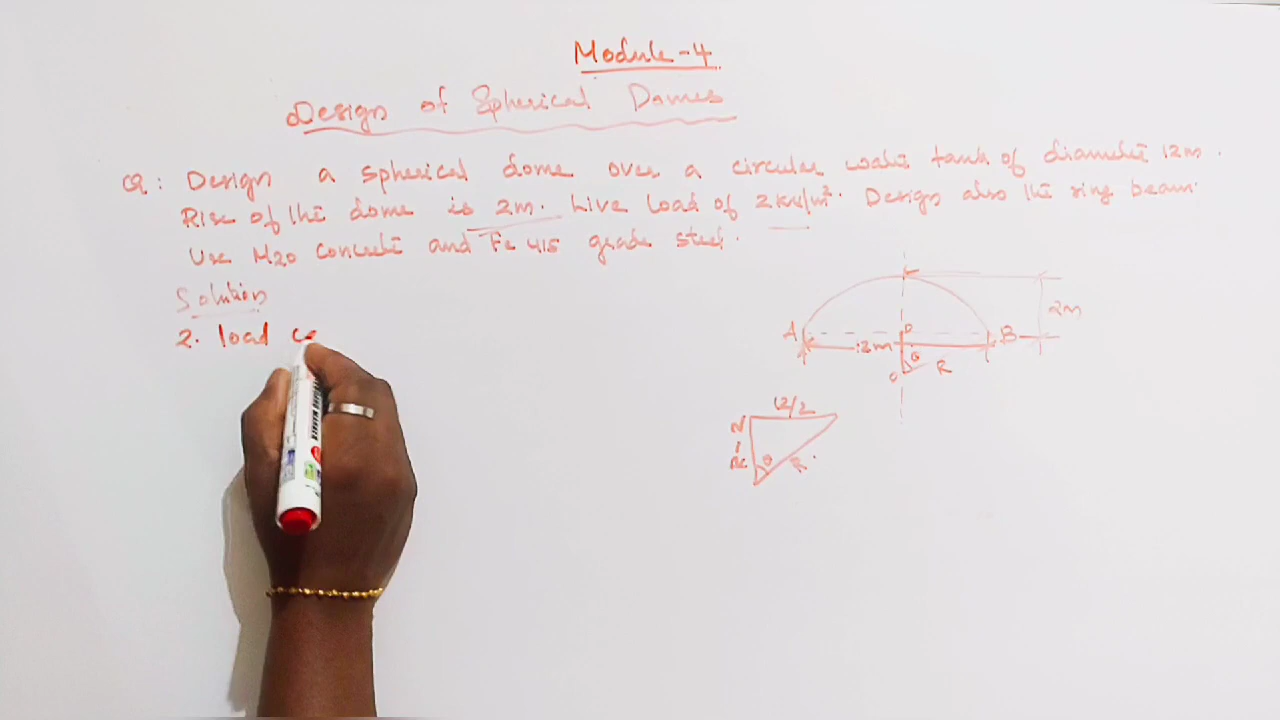 Module-4
Design of Spherical Domes
Q: Design a spherical dome over a circular water tank of diameter 12m.
Rise of the dome is 2m. Live load of 2kN/m². Design also the ring beam.
Use M20 concrete and Fe 415 grade steel.
Solution
2. load
2m
A
B
12m
D
θ
O
R
12/2
θ
R